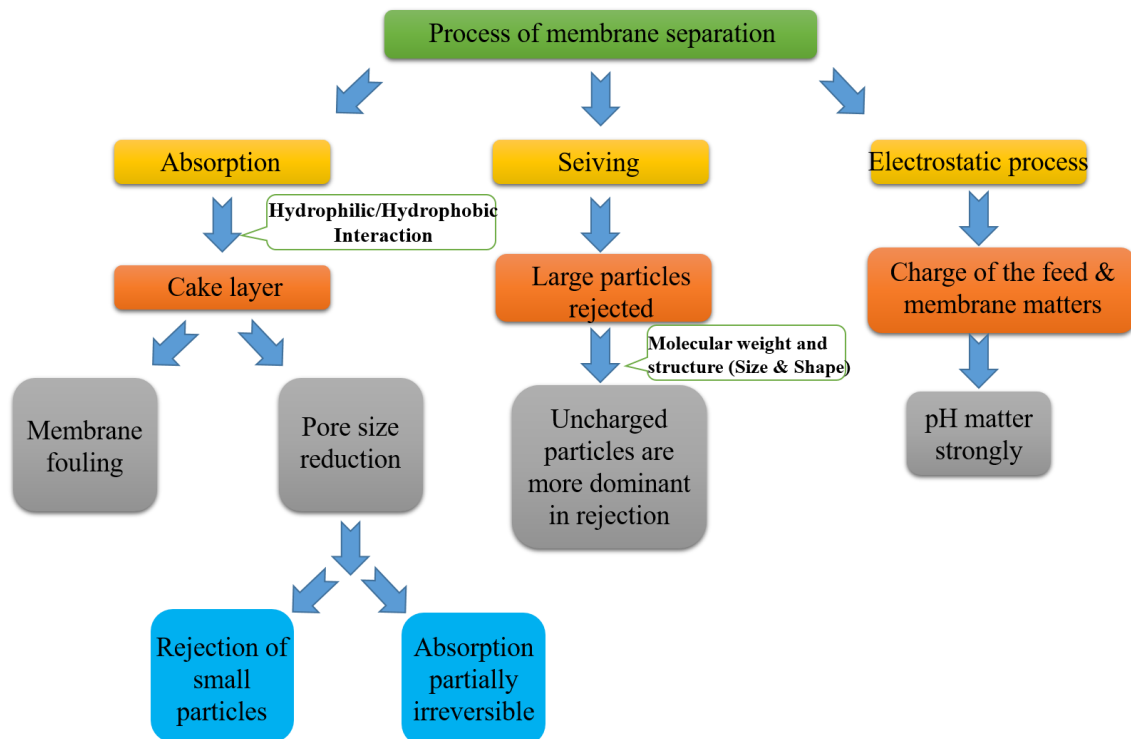 Process of membrane separation
Absorption
Seiving
Electrostatic process
Hydrophilic/Hydrophobic
Interaction
Cake layer
Large particles
rejected
Charge of the feed &
membrane matters
Molecular weight and
structure (Size & Shape)
Membrane
fouling
Pore size
reduction
Uncharged
particles are
more dominant
in rejection
pH matter
strongly
Rejection of
small
particles
Absorption
partially
irreversible